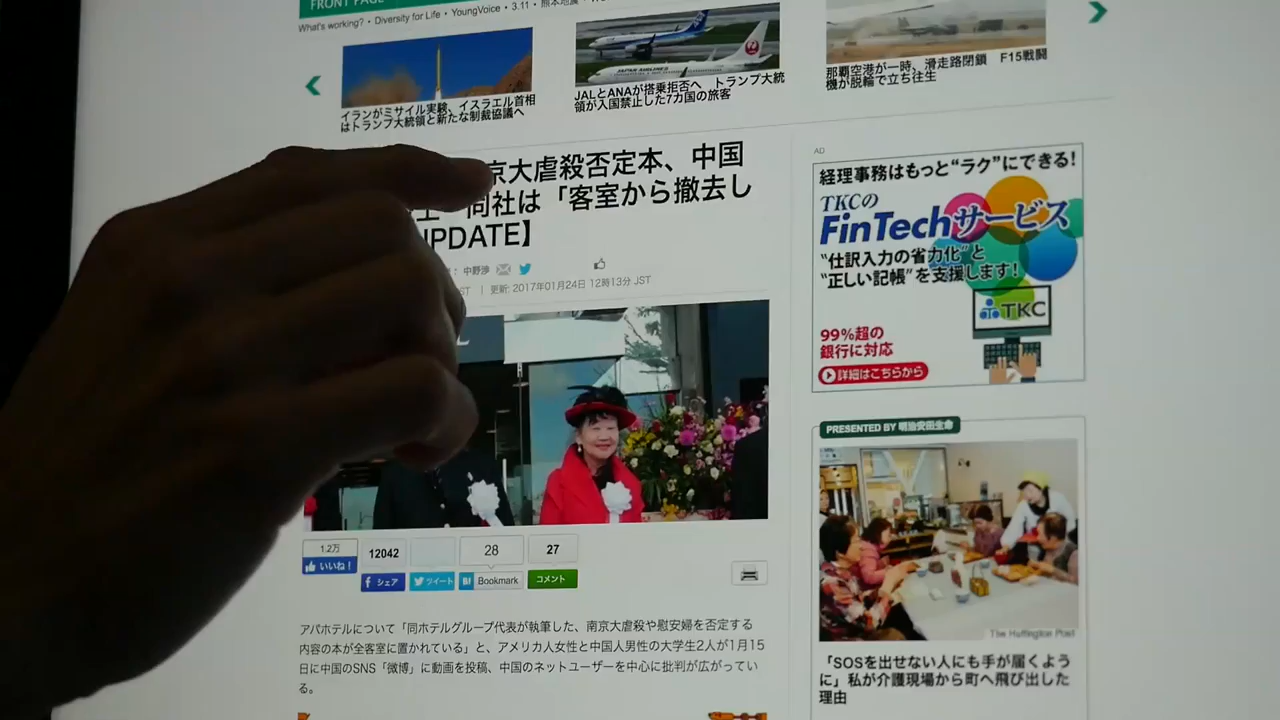 FRONT PAGE
What's working? • Diversity for Life • YoungVoice • 3.11 • 熊本地震
イランがミサイル実験、イスラエル首相
はトランプ大統領と新たな制裁協議へ
JALとANAが搭乗拒否へ　トランプ大統
領が入国禁止した7カ国の旅客
那覇空港が一時、滑走路閉鎖　F15戦闘
機が脱輪で立ち往生
京大虐殺否定本、中国
同社は「客室から撤去し
UPDATE】
：中野渉
ST ｜ 更新: 2017年01月24日 12時13分 JST
1.2万
いいね！
12042
シェア
ツイート
28
Bookmark
27
コメント
アパホテルについて「同ホテルグループ代表が執筆した、南京大虐殺や慰安婦を否定する
内容の本が全客室に置かれている」と、アメリカ人女性と中国人男性の大学生2人が1月15
日に中国のSNS「微博」に動画を投稿、中国のネットユーザーを中心に批判が広がってい
る。
AD
経理事務はもっと“ラク”にできる！
TKCの
FinTechサービス
“仕訳入力の省力化”と
“正しい記帳”を支援します！
TKC
99%超の
銀行に対応
詳細はこちらから
PRESENTED BY 明治安田生命
The Huffington Post
「SOSを出せない人にも手が届くよう
に」私が介護現場から町へ飛び出した
理由